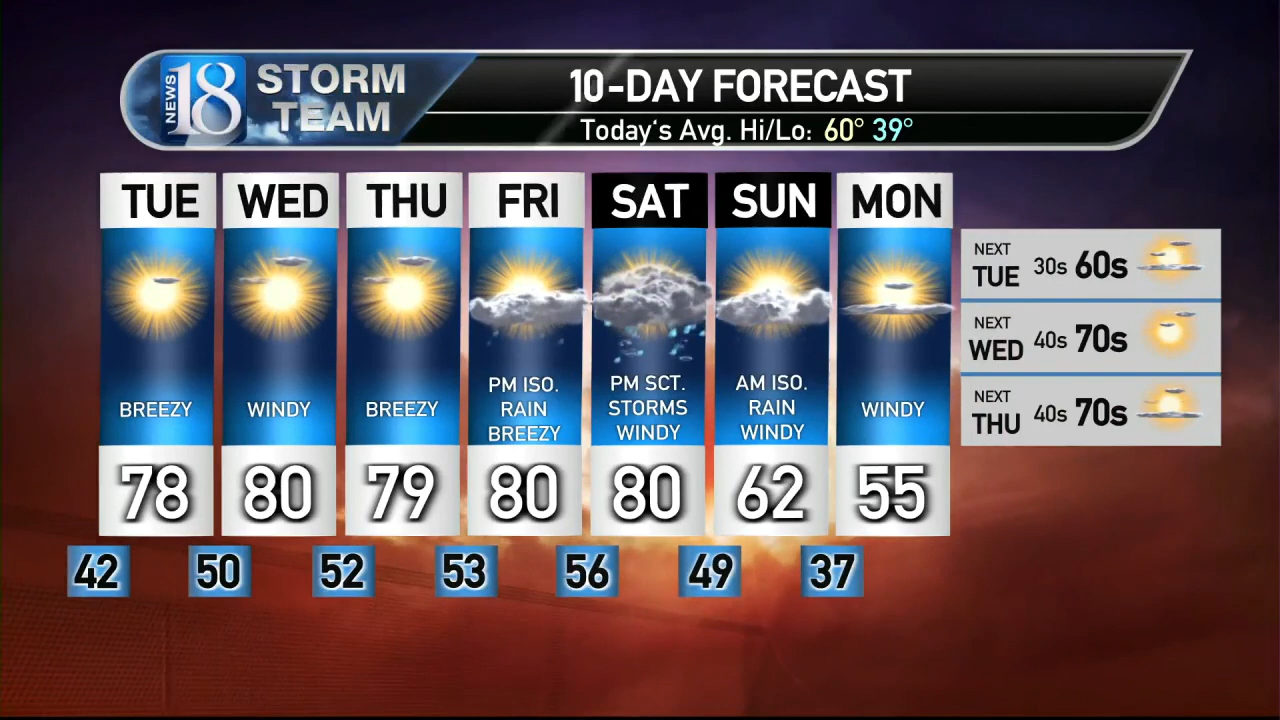 NEWS 18 STORM TEAM
10-DAY FORECAST
Today's Avg. Hi/Lo: 60° 39°
TUE WED THU FRI SAT SUN MON
BREEZY
WINDY
BREEZY
PM ISO.
RAIN
BREEZY
PM SCT.
STORMS
WINDY
AM ISO.
RAIN
WINDY
WINDY
78 80 79 80 80 62 55
42 50 52 53 56 49 37
NEXT
TUE 30s 60s
NEXT
WED 40s 70s
NEXT
THU 40s 70s